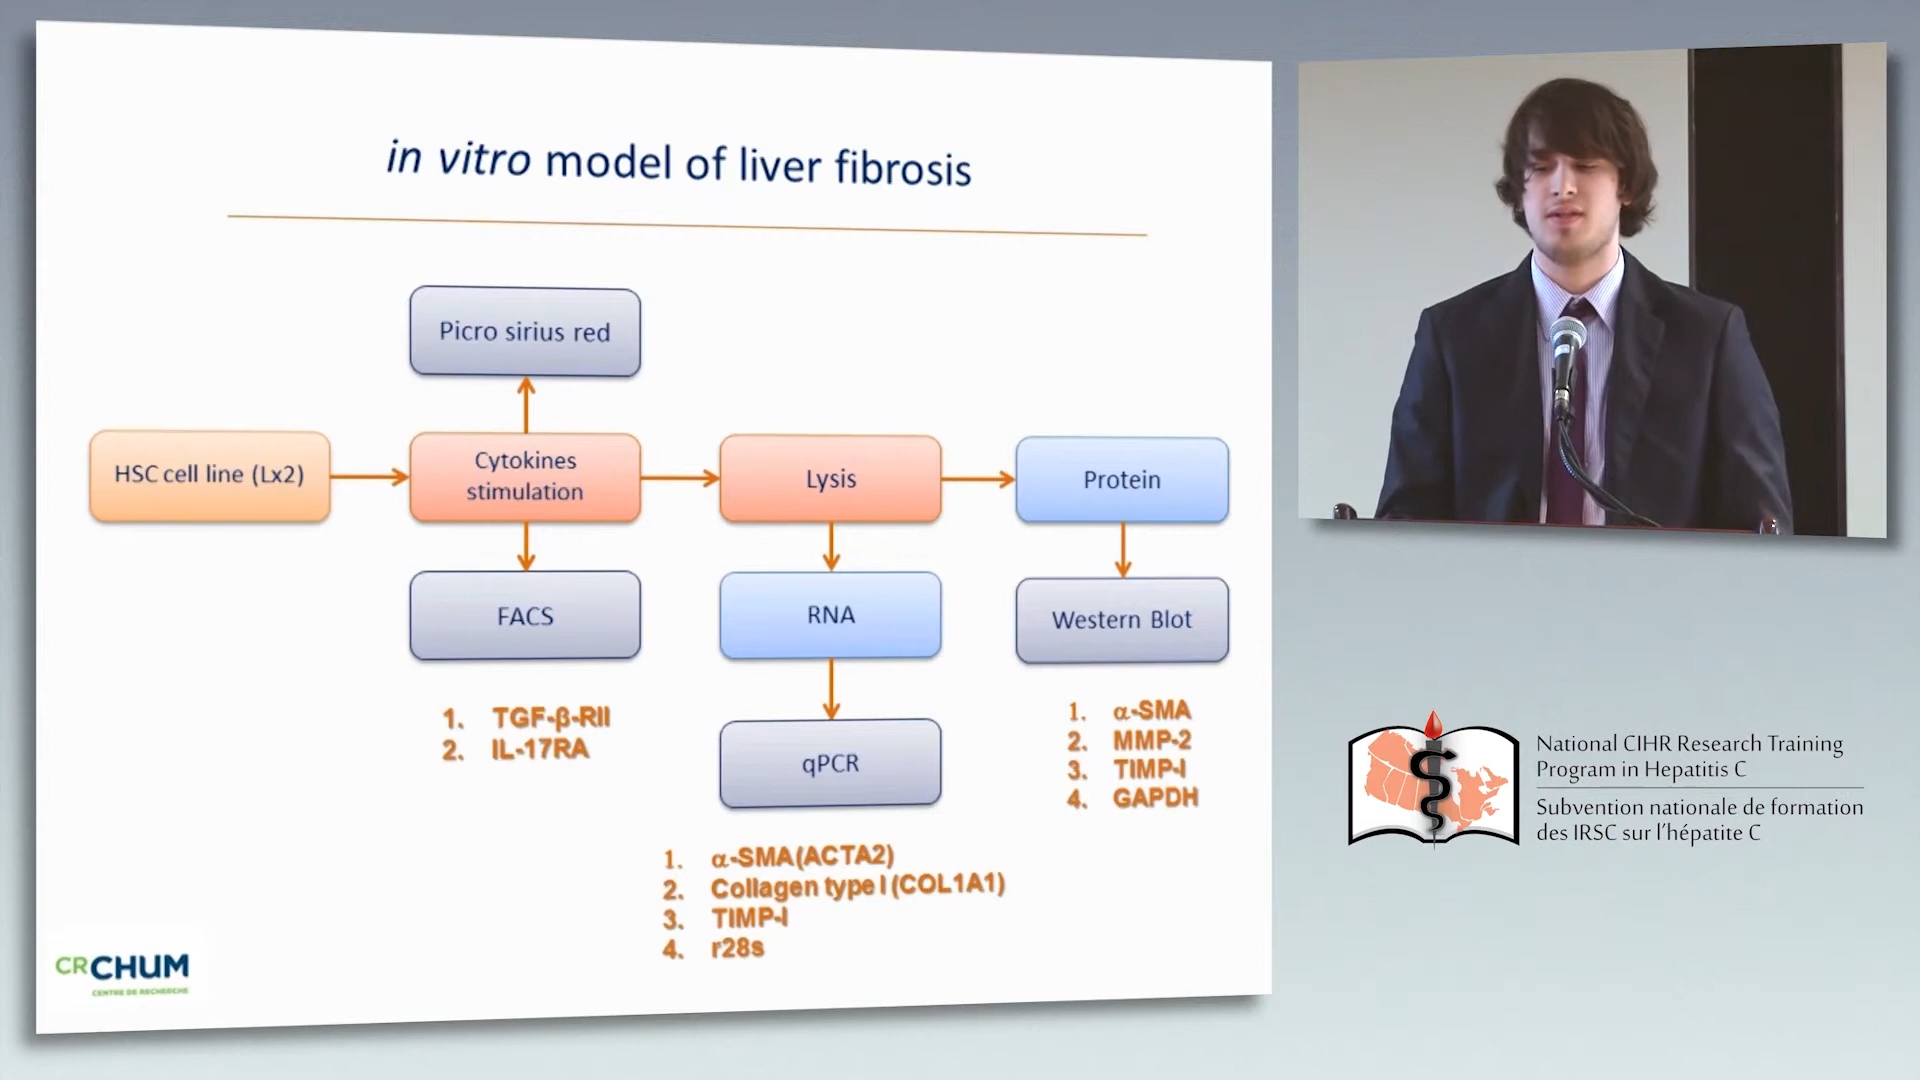 in vitro model of liver fibrosis
Picro sirius red
HSC cell line (Lx2)
Cytokines
stimulation
Lysis
Protein
FACS
RNA
Western Blot
1. TGF-β-RII
2. IL-17RA
qPCR
1. α-SMA
2. MMP-2
3. TIMP-I
4. GAPDH
1. α-SMA(ACTA2)
2. Collagen type I (COL1A1)
3. TIMP-I
4. r28s
CRCHUM
CENTRE DE RECHERCHE
National CIHR Research Training
Program in Hepatitis C
Subvention nationale de formation
des IRSC sur l'hépatite C